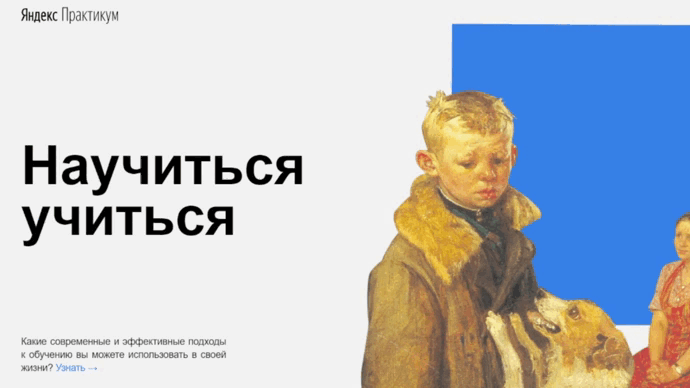 Яндекс Практикум
Научиться
учиться
Какие современные и эффективные подходы
к обучению вы можете использовать в своей
жизни? Узнать →